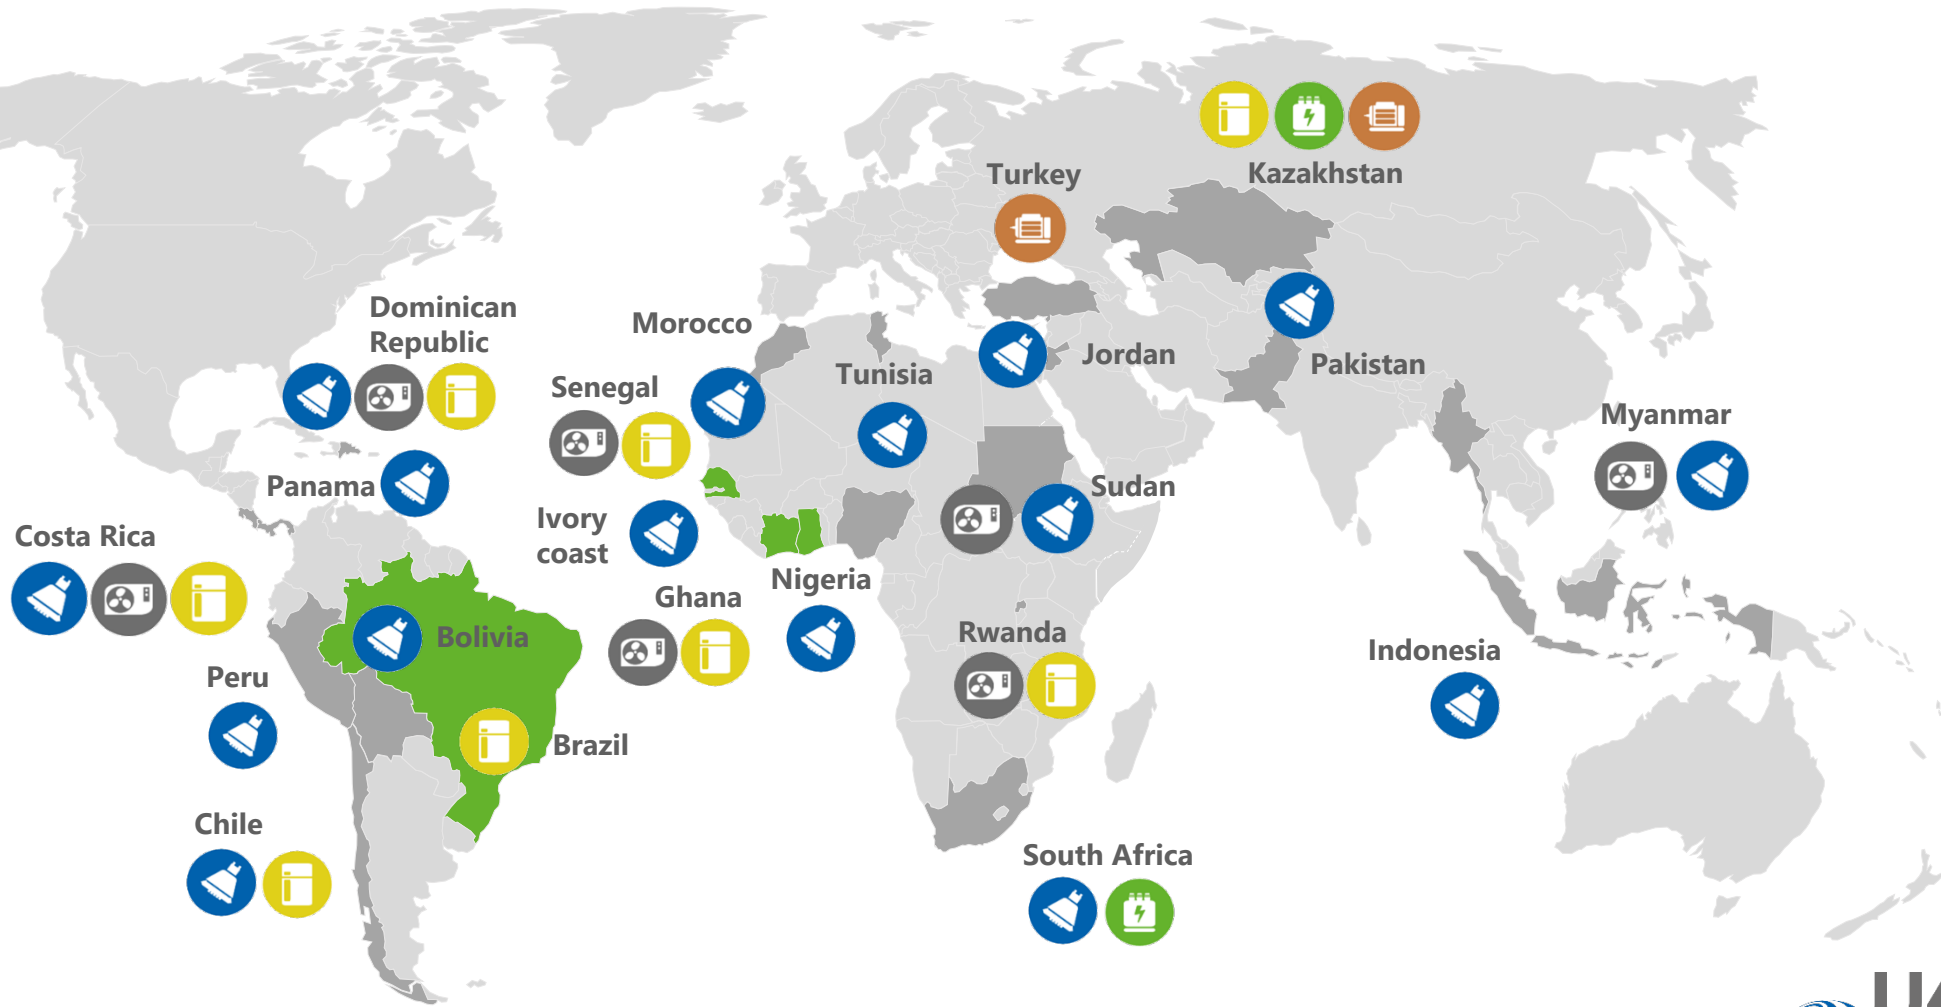 Turkey
Kazakhstan
Dominican
Republic
Morocco
Senegal
Tunisia
Jordan
Pakistan
Myanmar
Panama
Sudan
Costa Rica
Ivory
coast
Nigeria
Ghana
Bolivia
Rwanda
Indonesia
Peru
Brazil
Chile
South Africa